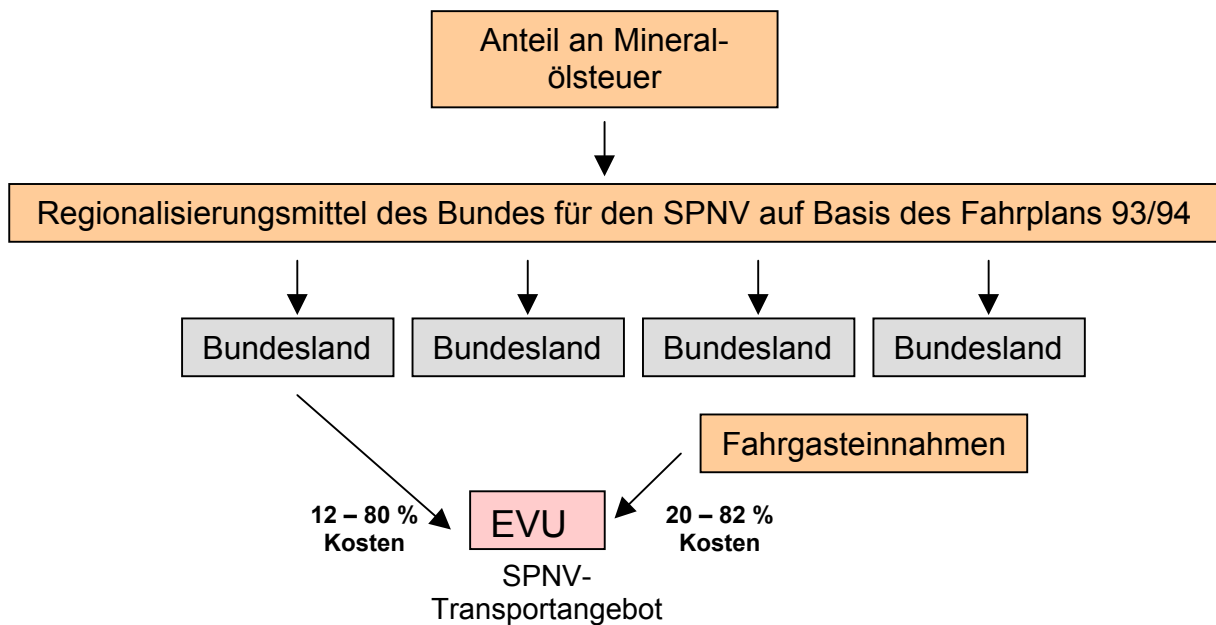 Anteil an Mineral-
ölsteuer
Regionalisierungsmittel des Bundes für den SPNV auf Basis des Fahrplans 93/94
Bundesland
Bundesland
Bundesland
Bundesland
Fahrgasteinnahmen
12 – 80 %
Kosten
EVU
20 – 82 %
Kosten
SPNV-
Transportangebot